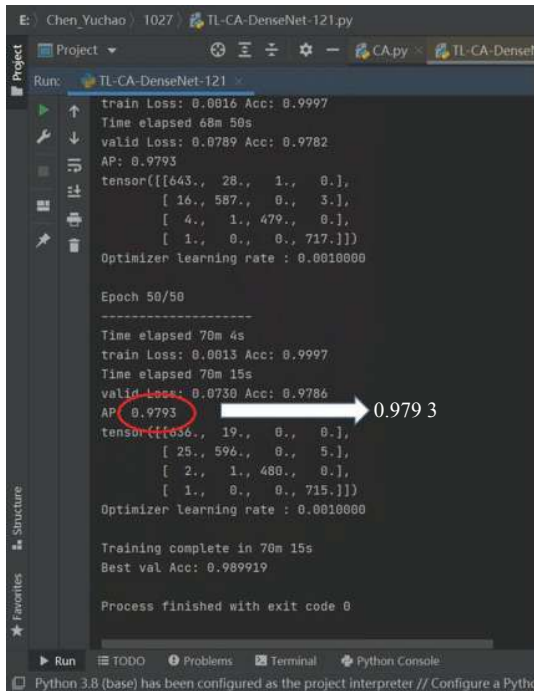 E: Chen_Yuchao 1027 TL-CA-DenseNet-121.py
Project CA.py TL-CA-DenseN
Run: TL-CA-DenseNet-121
train Loss: 0.0016 Acc: 0.9997
Time elapsed 68m 50s
valid Loss: 0.0789 Acc: 0.9782
AP: 0.9793
tensor([[643., 28., 1., 0.],
[ 16., 587., 0., 3.],
[ 4., 1., 479., 0.],
[ 1., 0., 0., 717.]])
Optimizer learning rate : 0.0010000
Epoch 50/50
--------------------
Time elapsed 70m 4s
train Loss: 0.0013 Acc: 0.9997
Time elapsed 70m 15s
valid Loss: 0.0730 Acc: 0.9786
AP: 0.9793 0.979 3
tensor([[636., 19., 0., 0.],
[ 25., 596., 0., 5.],
[ 2., 1., 480., 0.],
[ 1., 0., 0., 715.]])
Optimizer learning rate : 0.0010000
Training complete in 70m 15s
Best val Acc: 0.989919
Process finished with exit code 0
Structure
Favorites
Run TODO Problems Terminal Python Console
Python 3.8 (base) has been configured as the project interpreter // Configure a Pytho